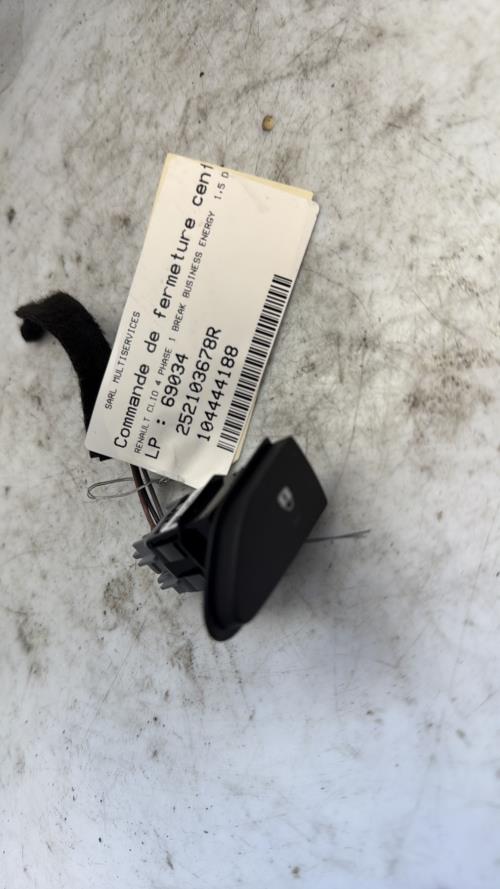 SARL MULTISERVICES
Commande de fermeture cent
RENAULT CLIO 4 PHASE 1 BREAK BUSINESS ENERGY 1.5 D
LP : 69034
252103678R
104444188